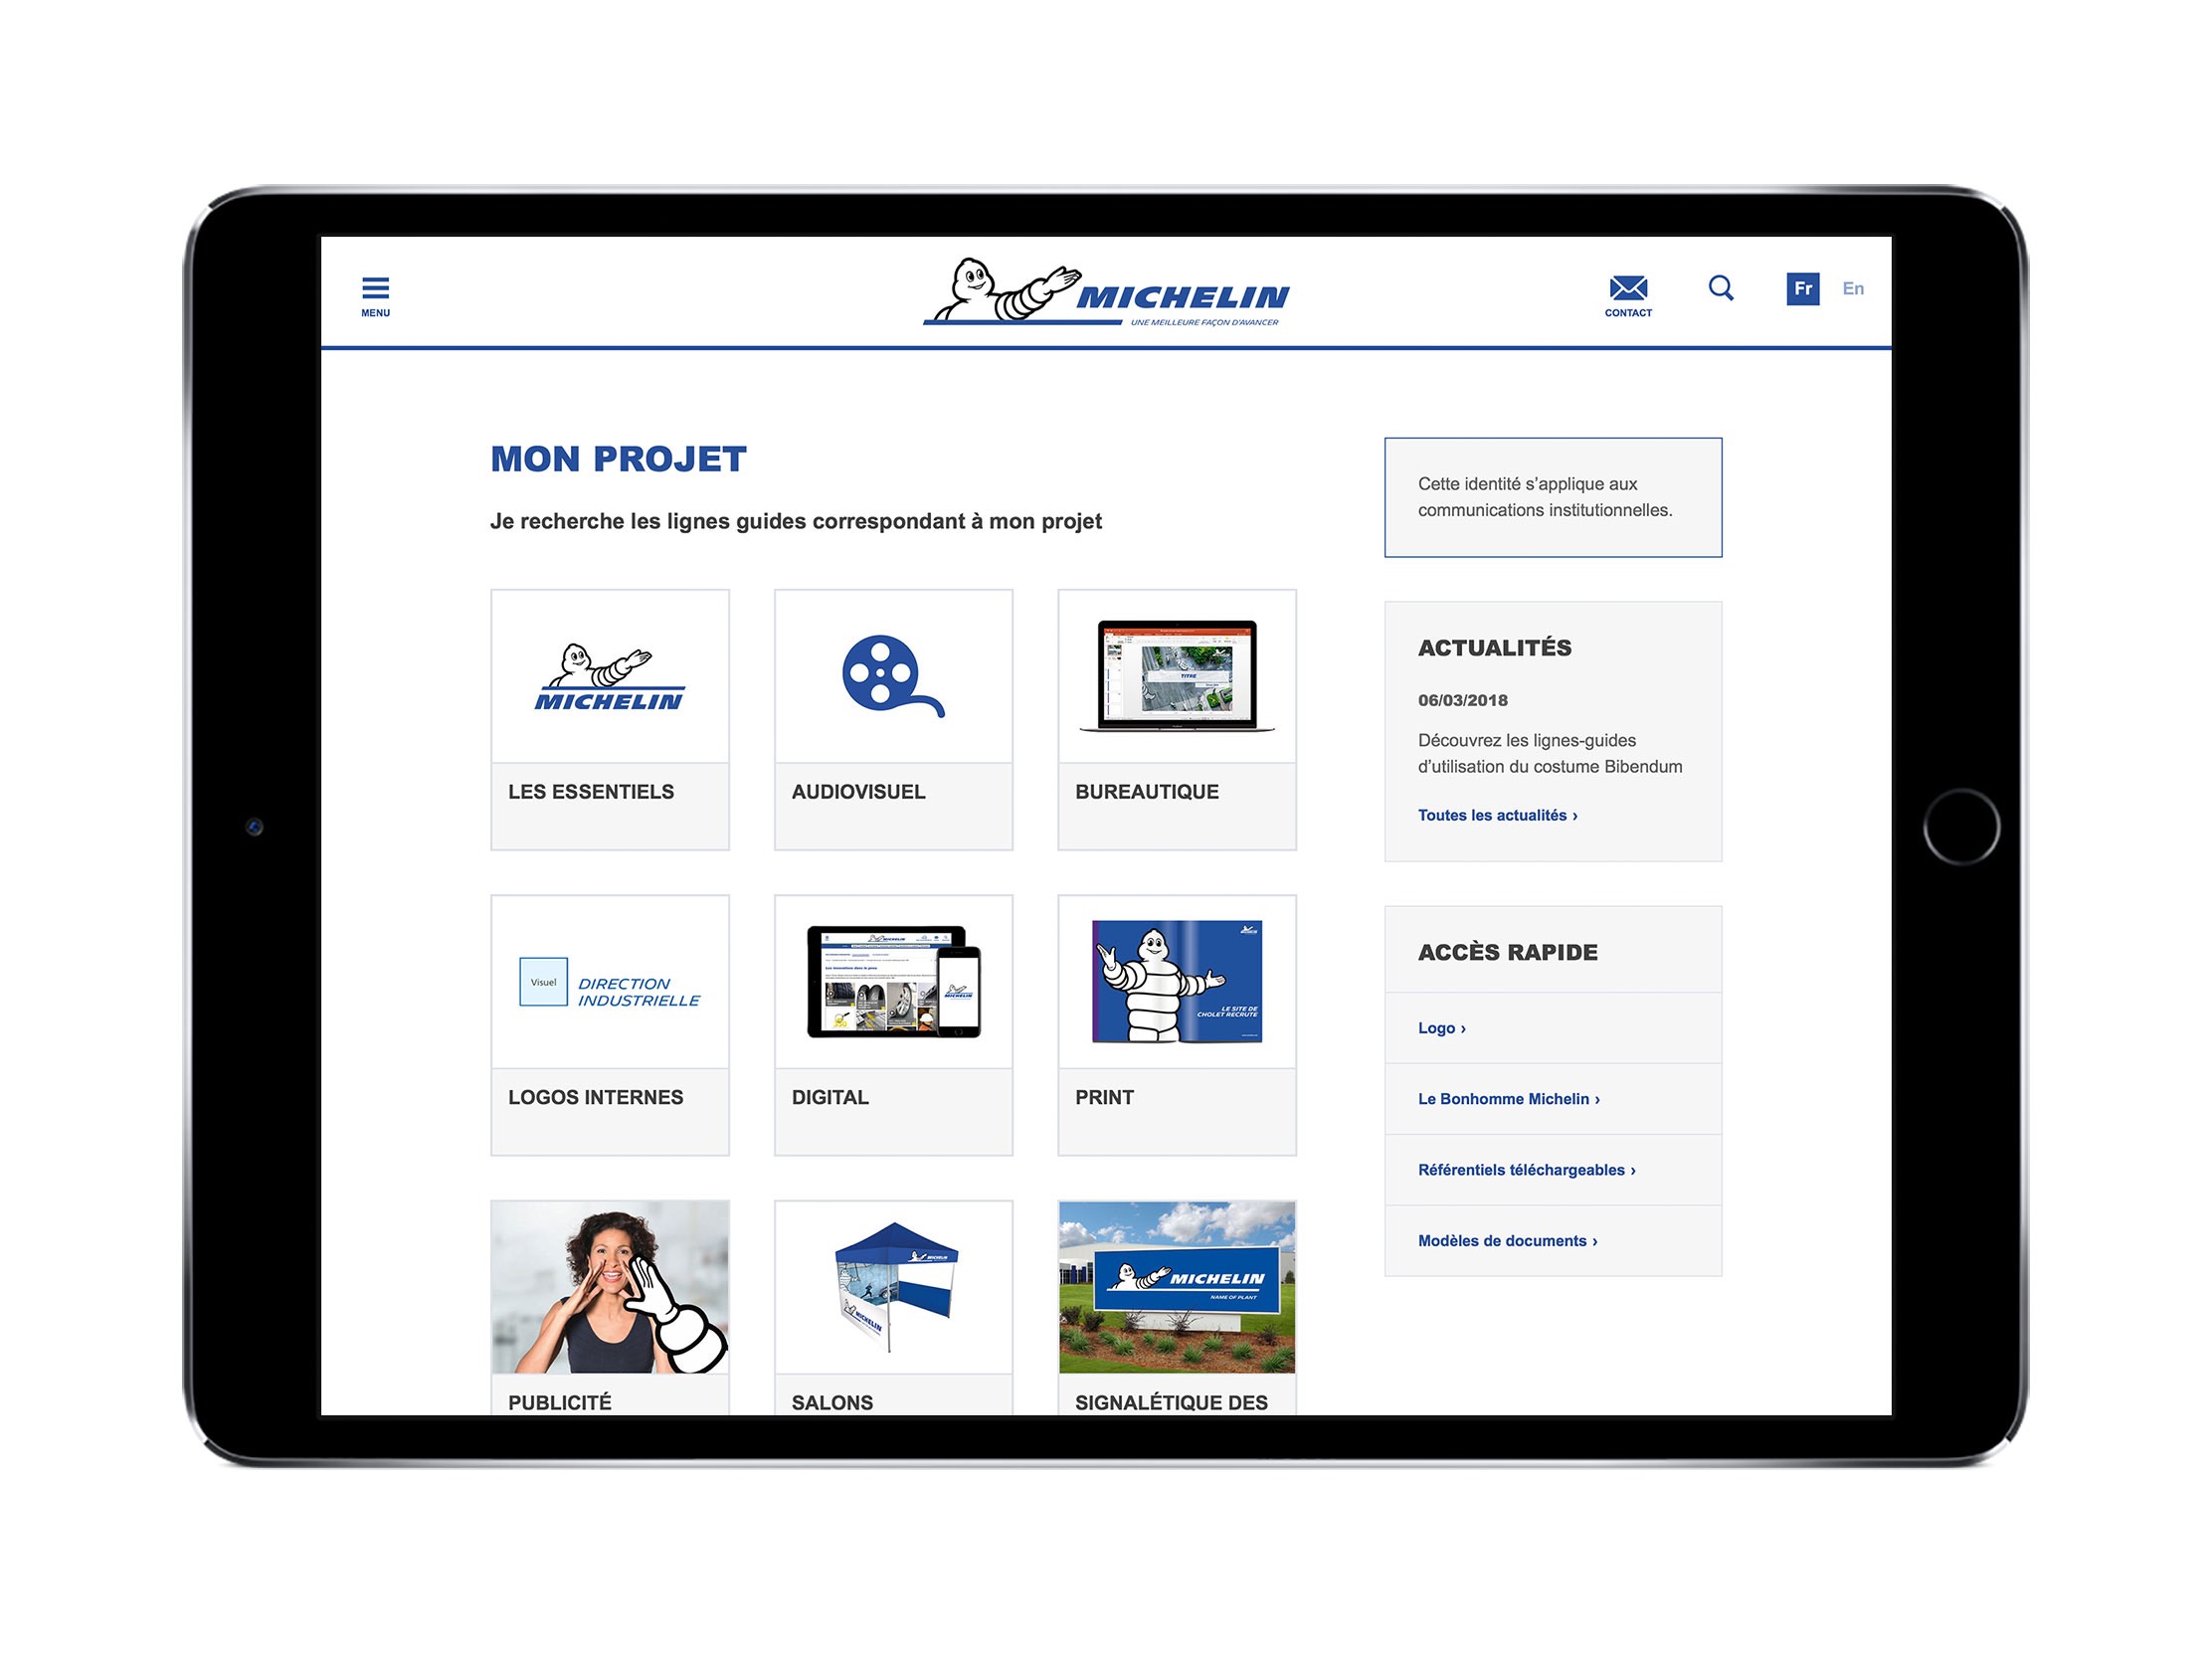 MENU
MICHELIN
UNE MEILLEURE FAÇON D'AVANCER
CONTACT
Fr
En
MON PROJET
Je recherche les lignes guides correspondant à mon projet
MICHELIN
LES ESSENTIELS
AUDIOVISUEL
TITRE
BUREAUTIQUE
Visuel
DIRECTION
INDUSTRIELLE
LOGOS INTERNES
MICHELIN
MICHELIN
DIGITAL
LE SITE DE
CHOLET RECRUTE
PRINT
PUBLICITÉ
MICHELIN
MICHELIN
SALONS
MICHELIN
NAME OF PLANT
SIGNALÉTIQUE DES
Cette identité s’applique aux
communications institutionnelles.
ACTUALITÉS
06/03/2018
Découvrez les lignes-guides
d’utilisation du costume Bibendum
Toutes les actualités ›
ACCÈS RAPIDE
Logo ›
Le Bonhomme Michelin ›
Référentiels téléchargeables ›
Modèles de documents ›